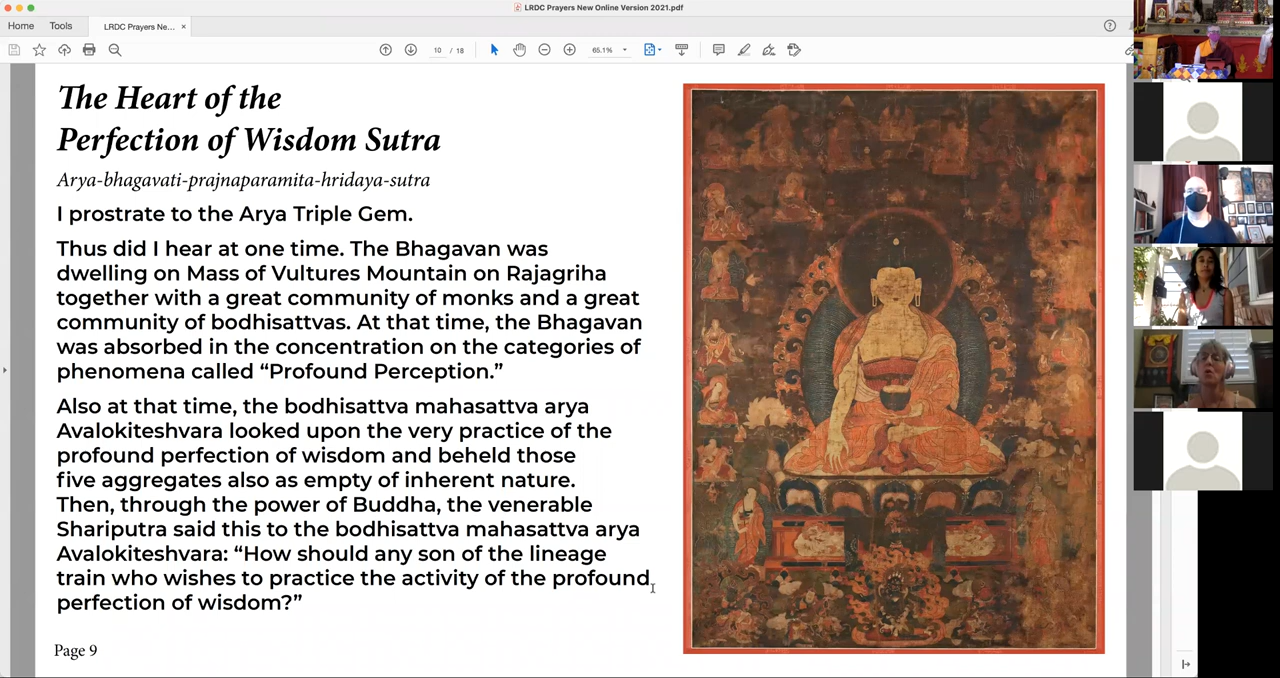 LRDC Prayers New Online Version 2021.pdf
Home
Tools
LRDC Prayers Ne...
10 / 18
65.1%
The Heart of the
Perfection of Wisdom Sutra
Arya-bhagavati-prajnaparamita-hridaya-sutra
I prostrate to the Arya Triple Gem.
Thus did I hear at one time. The Bhagavan was
dwelling on Mass of Vultures Mountain on Rajagriha
together with a great community of monks and a great
community of bodhisattvas. At that time, the Bhagavan
was absorbed in the concentration on the categories of
phenomena called “Profound Perception.”
Also at that time, the bodhisattva mahasattva arya
Avalokiteshvara looked upon the very practice of the
profound perfection of wisdom and beheld those
five aggregates also as empty of inherent nature.
Then, through the power of Buddha, the venerable
Shariputra said this to the bodhisattva mahasattva arya
Avalokiteshvara: “How should any son of the lineage
train who wishes to practice the activity of the profound
perfection of wisdom?”
Page 9